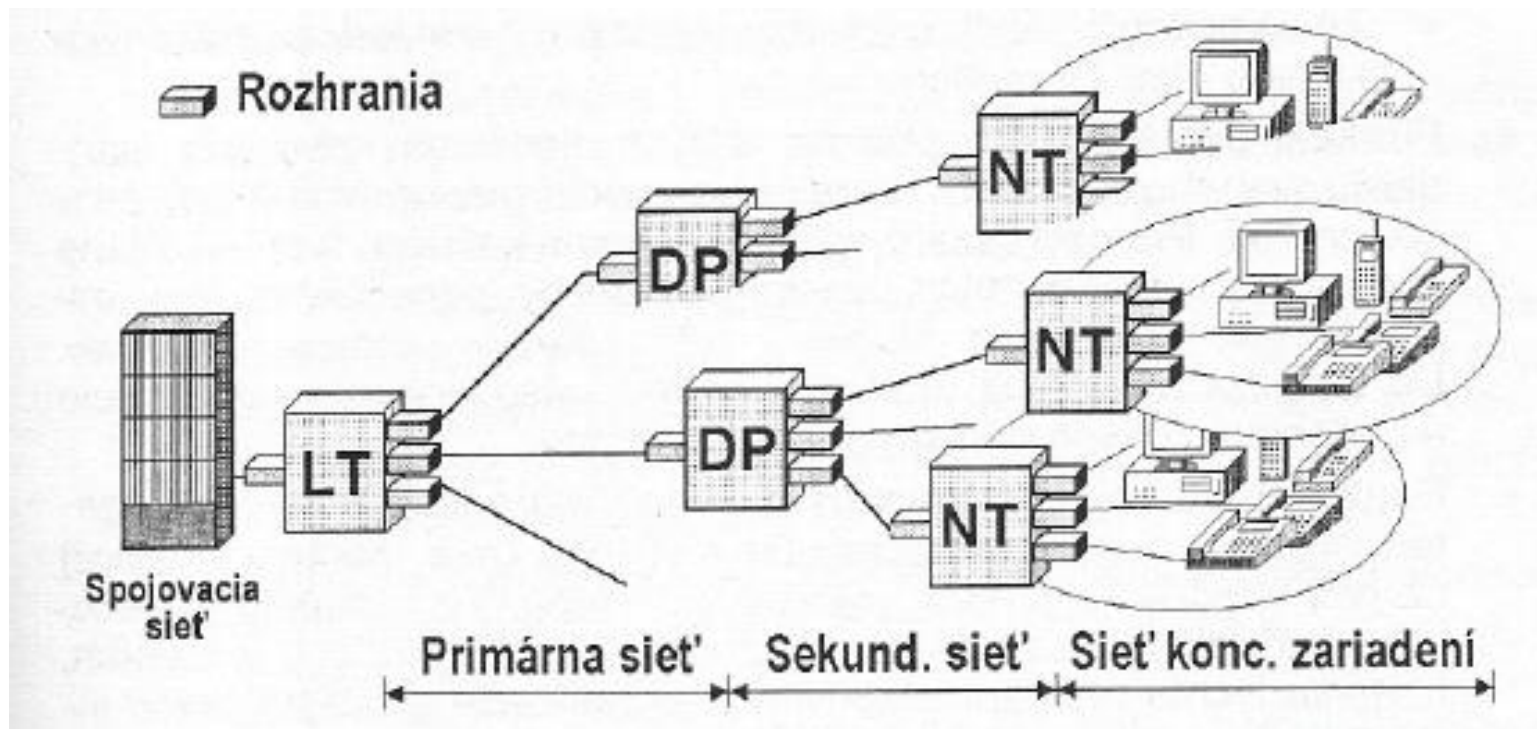 Rozhrania
NT
DP
NT
DP
LT
NT
Spojovacia
sieť
Primárna sieť
Sekund. sieť
Sieť konc. zariadení